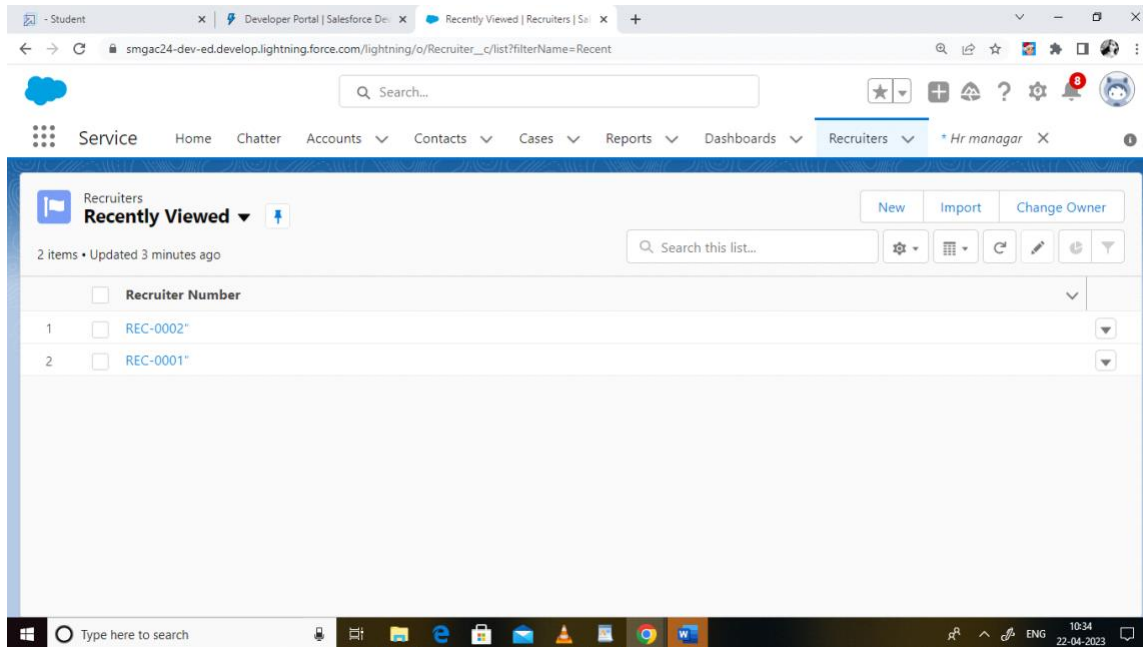 - Student
Developer Portal | Salesforce Dev
Recently Viewed | Recruiters | Sal
smgac24-dev-ed.develop.lightning.force.com/lightning/o/Recruiter__c/list?filterName=Recent
Search...
8
Service Home Chatter Accounts Contacts Cases Reports Dashboards Recruiters * Hr managar
Recruiters
Recently Viewed
New Import Change Owner
2 items • Updated 3 minutes ago
Search this list...
Recruiter Number
1 REC-0002"
2 REC-0001"
Type here to search
ENG
10:34
22-04-2023